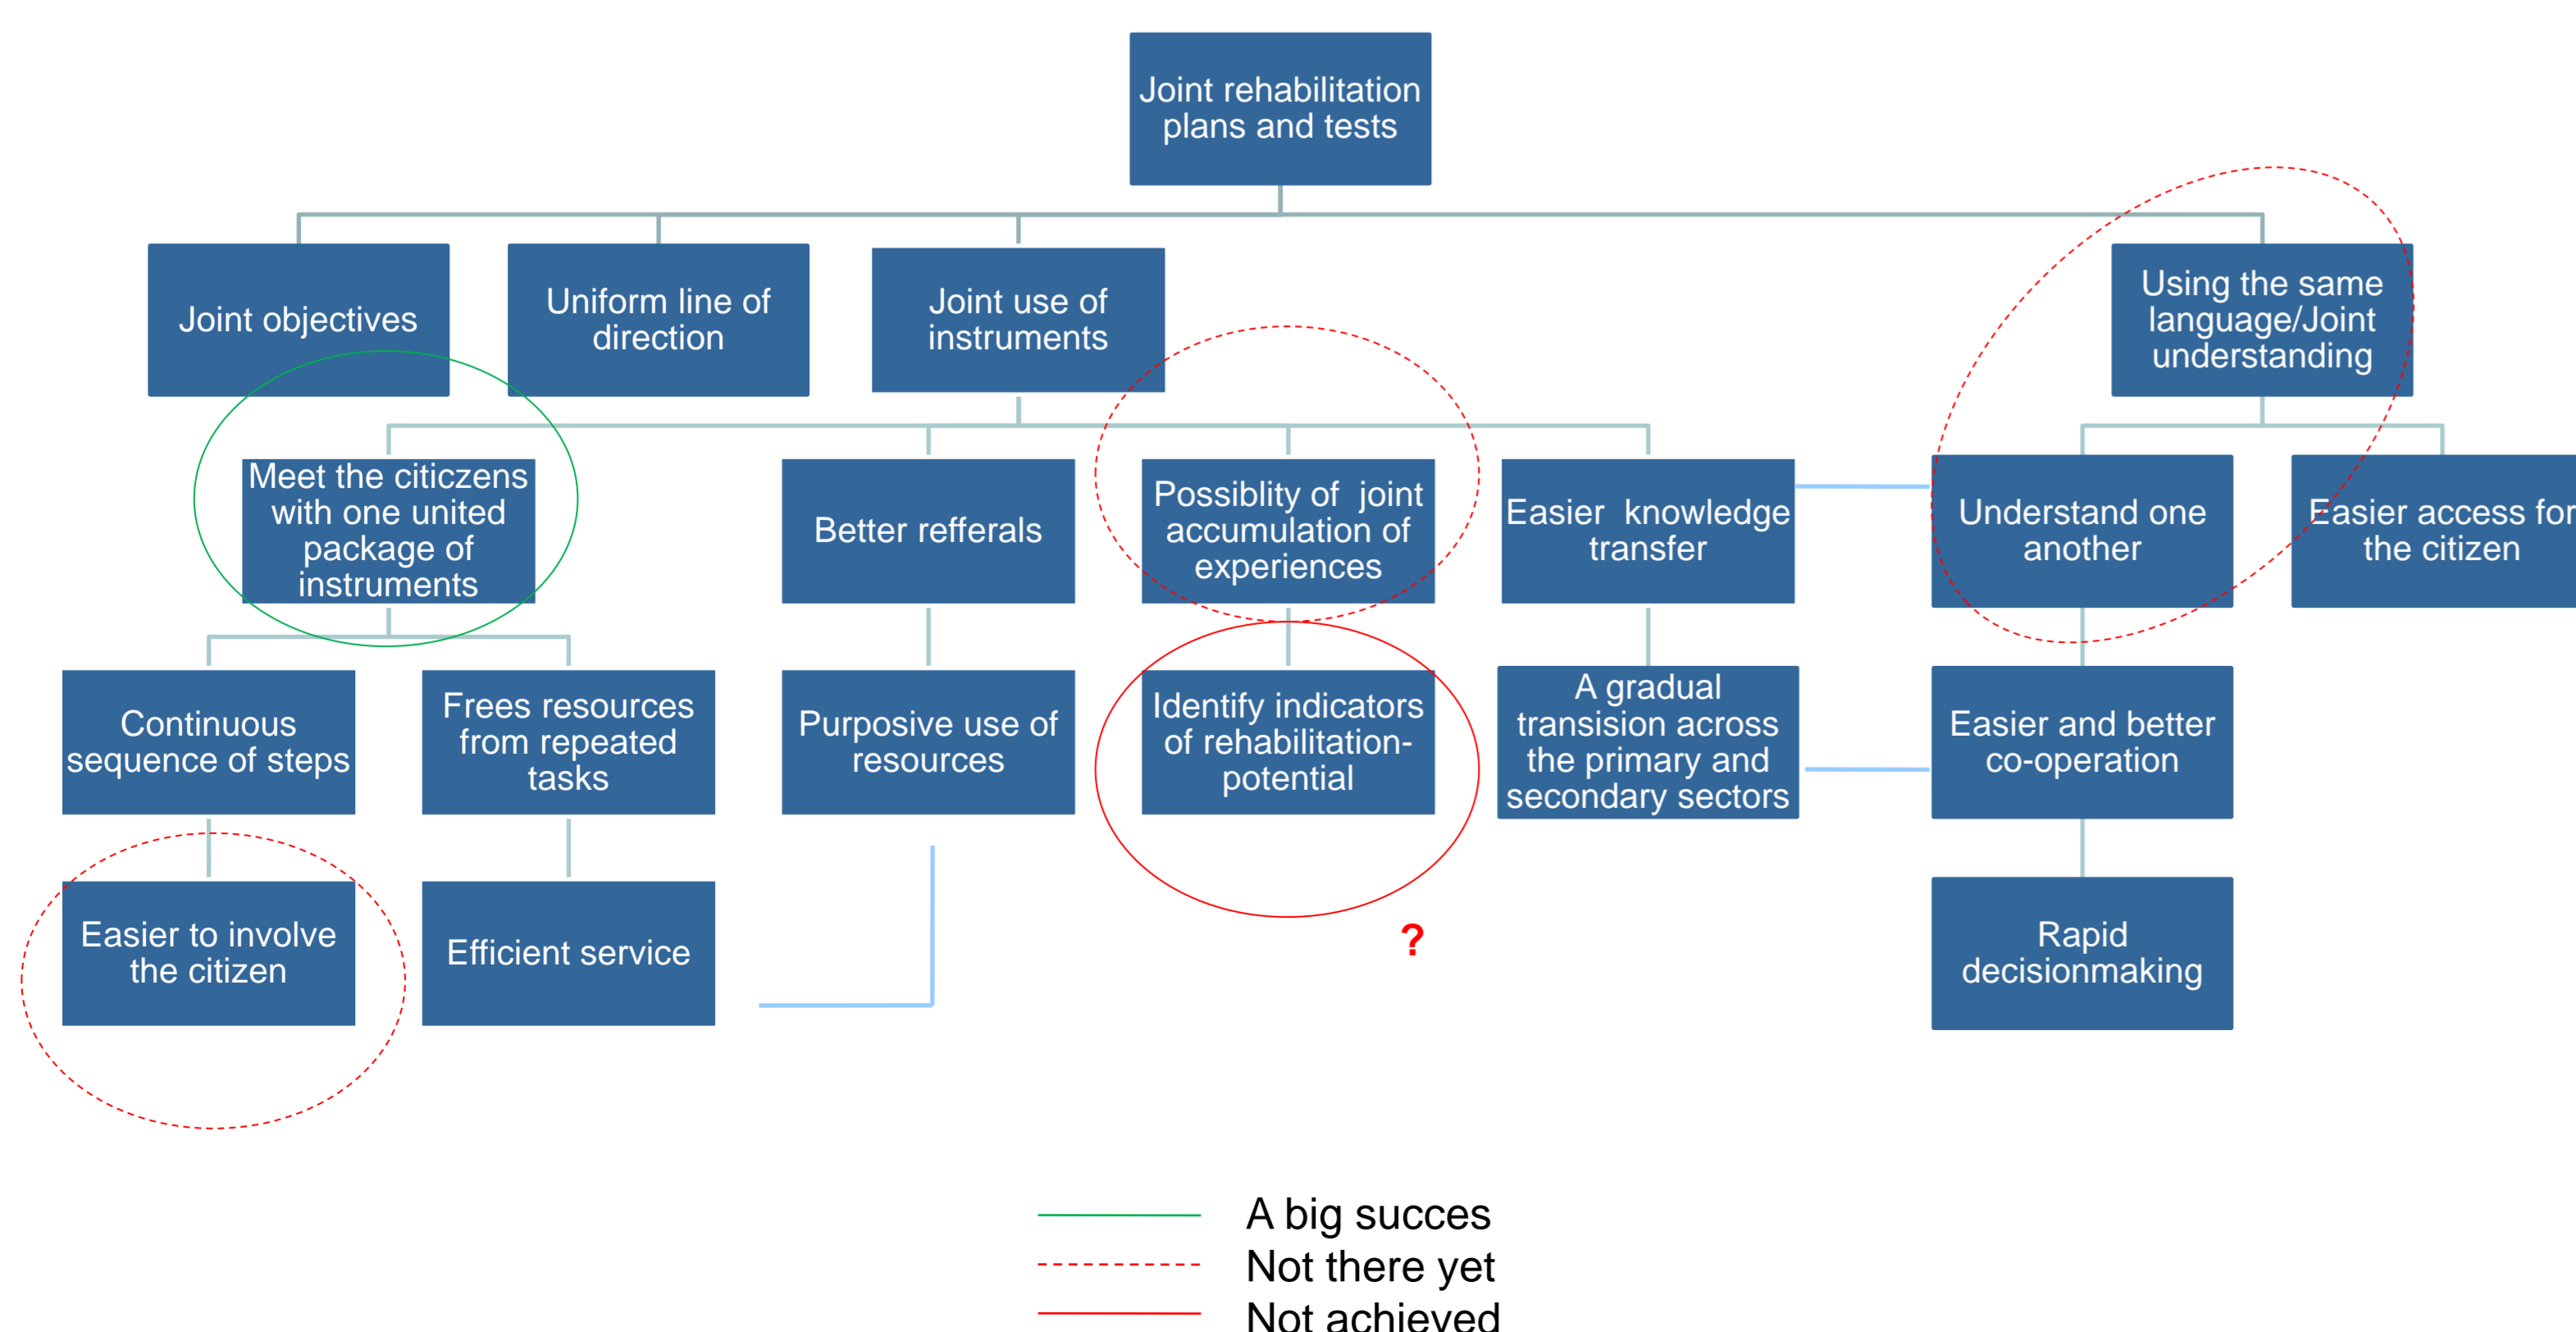 Joint rehabilitation
plans and tests
Joint objectives
Uniform line of
direction
Joint use of
instruments
Using the same
language/Joint
understanding
Meet the citiczens
with one united
package of
instruments
Better refferals
Possiblity of joint
accumulation of
experiences
Easier knowledge
transfer
Understand one
another
Easier access for
the citizen
Continuous
sequence of steps
Frees resources
from repeated
tasks
Purposive use of
resources
Identify indicators
of rehabilitation-
potential
A gradual
transision across
the primary and
secondary sectors
Easier and better
co-operation
Easier to involve
the citizen
Efficient service
?
Rapid
decisionmaking
A big succes
Not there yet
Not achieved